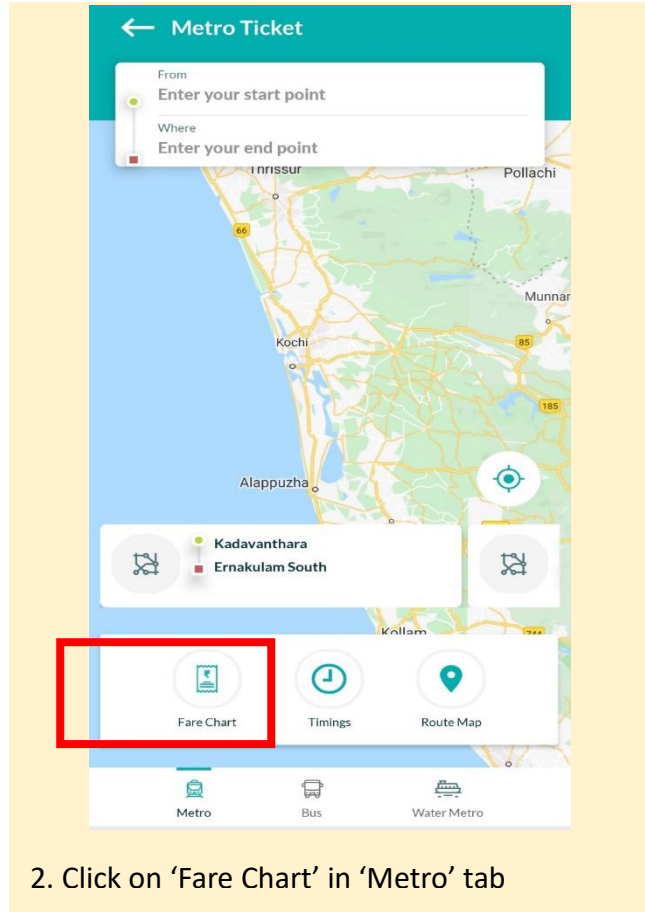 ← Metro Ticket
From
Enter your start point
Where
Enter your end point
Thrissur
Pollachi
66
Munnar
Kochi
85
185
Alappuzha
Kadavanthara
Ernakulam South
Kollam
744
₹
Fare Chart
Timings
Route Map
Metro
Bus
Water Metro
2. Click on ‘Fare Chart’ in ‘Metro’ tab